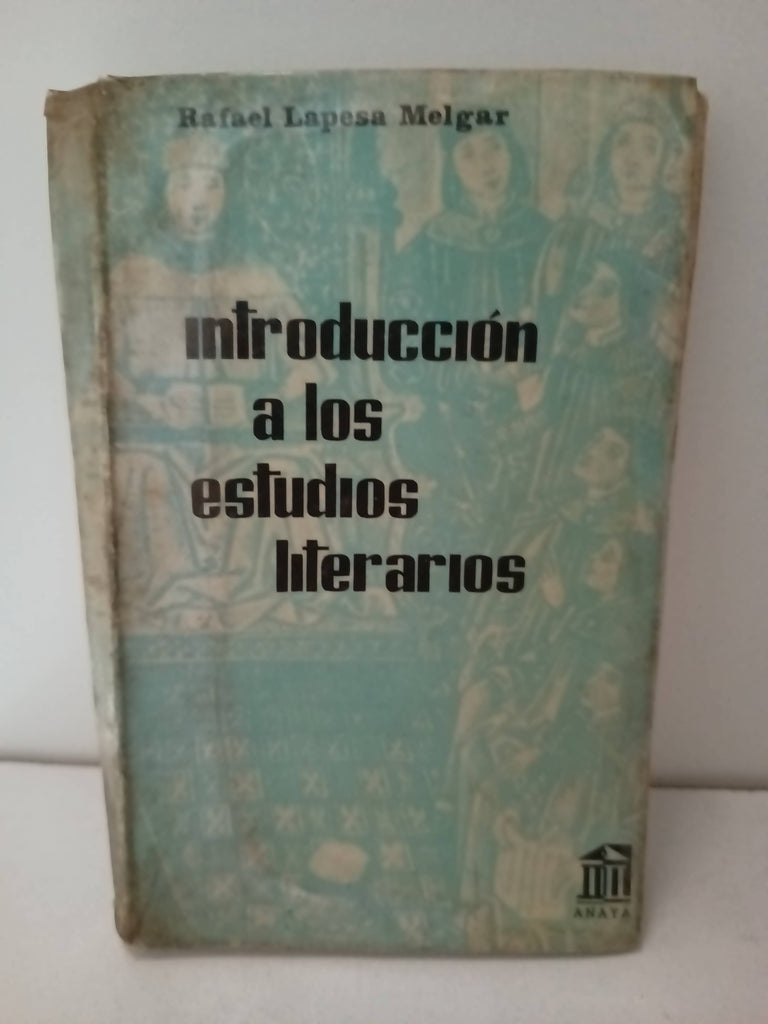 Rafael Lapesa Melgar
introducción
a los
estudios
literarios
ANAYA